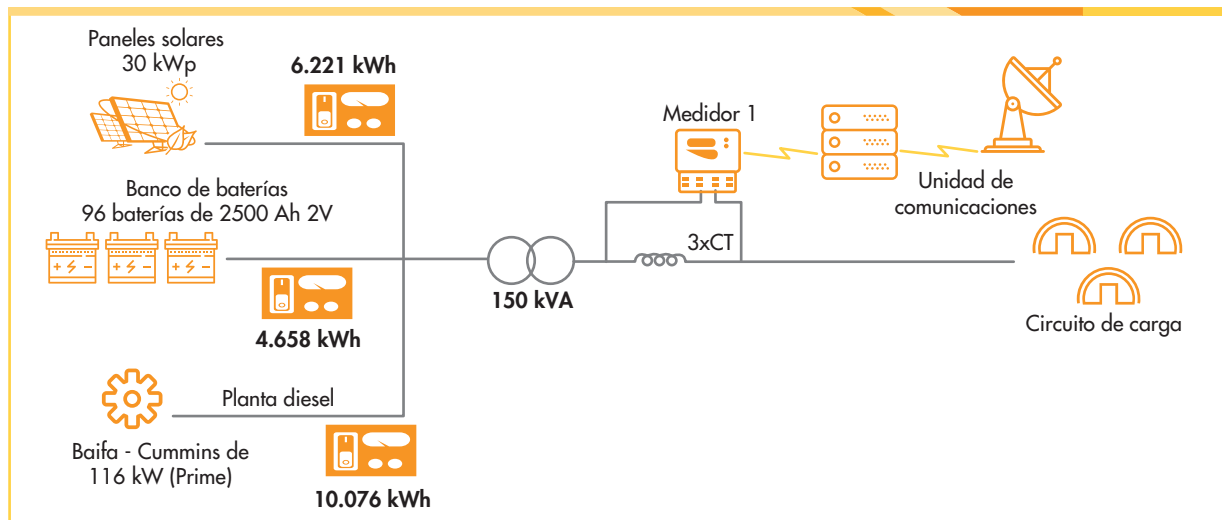 Paneles solares
30 kWp
6.221 kWh
Banco de baterías
96 baterías de 2500 Ah 2V
4.658 kWh
Planta diesel
Baifa - Cummins de
116 kW (Prime)
10.076 kWh
150 kVA
3xCT
Medidor 1
Unidad de
comunicaciones
Circuito de carga